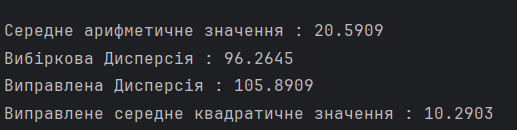 Середне арифметичне значення : 20.5909
Вибіркова Дисперсія : 96.2645
Виправлена Дисперсія : 105.8909
Виправлене середне квадратичне значення : 10.2903